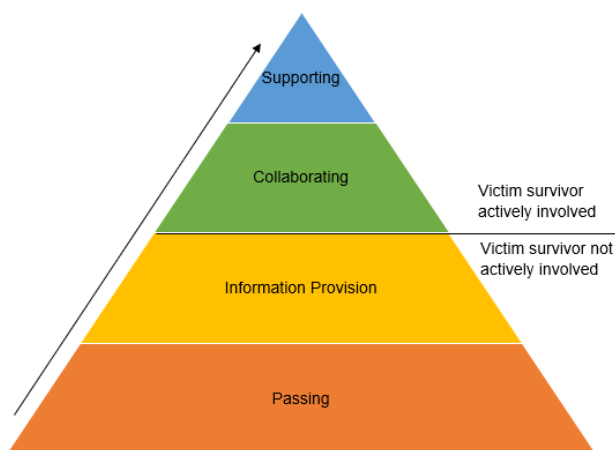 Supporting
Collaborating
Victim survivor
actively involved
Victim survivor not
actively involved
Information Provision
Passing